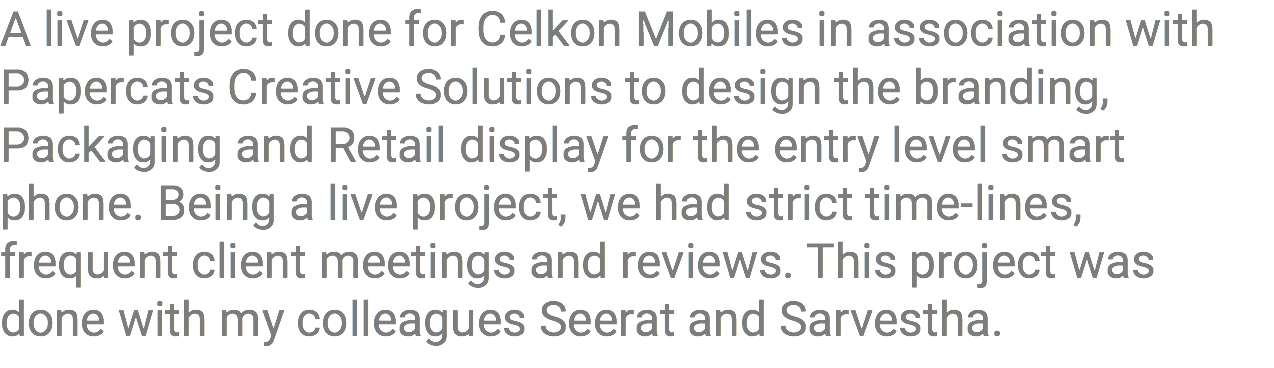 A live project done for Celkon Mobiles in association with
Papercats Creative Solutions to design the branding,
Packaging and Retail display for the entry level smart
phone. Being a live project, we had strict time-lines,
frequent client meetings and reviews. This project was
done with my colleagues Seerat and Sarvestha.